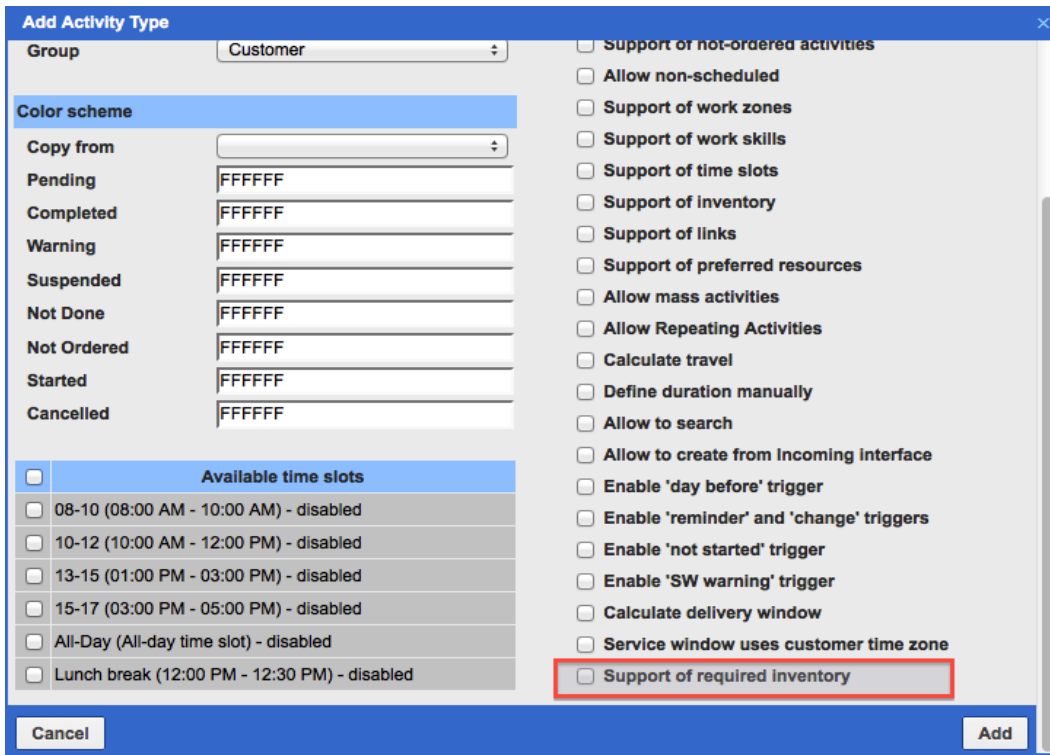 Add Activity Type
×
Group
Customer
Color scheme
Copy from
Pending
FFFFFF
Completed
FFFFFF
Warning
FFFFFF
Suspended
FFFFFF
Not Done
FFFFFF
Not Ordered
FFFFFF
Started
FFFFFF
Cancelled
FFFFFF
Available time slots
08-10 (08:00 AM - 10:00 AM) - disabled
10-12 (10:00 AM - 12:00 PM) - disabled
13-15 (01:00 PM - 03:00 PM) - disabled
15-17 (03:00 PM - 05:00 PM) - disabled
All-Day (All-day time slot) - disabled
Lunch break (12:00 PM - 12:30 PM) - disabled
Support of not-ordered activities
Allow non-scheduled
Support of work zones
Support of work skills
Support of time slots
Support of inventory
Support of links
Support of preferred resources
Allow mass activities
Allow Repeating Activities
Calculate travel
Define duration manually
Allow to search
Allow to create from Incoming interface
Enable 'day before' trigger
Enable 'reminder' and 'change' triggers
Enable 'not started' trigger
Enable 'SW warning' trigger
Calculate delivery window
Service window uses customer time zone
Support of required inventory
Cancel
Add